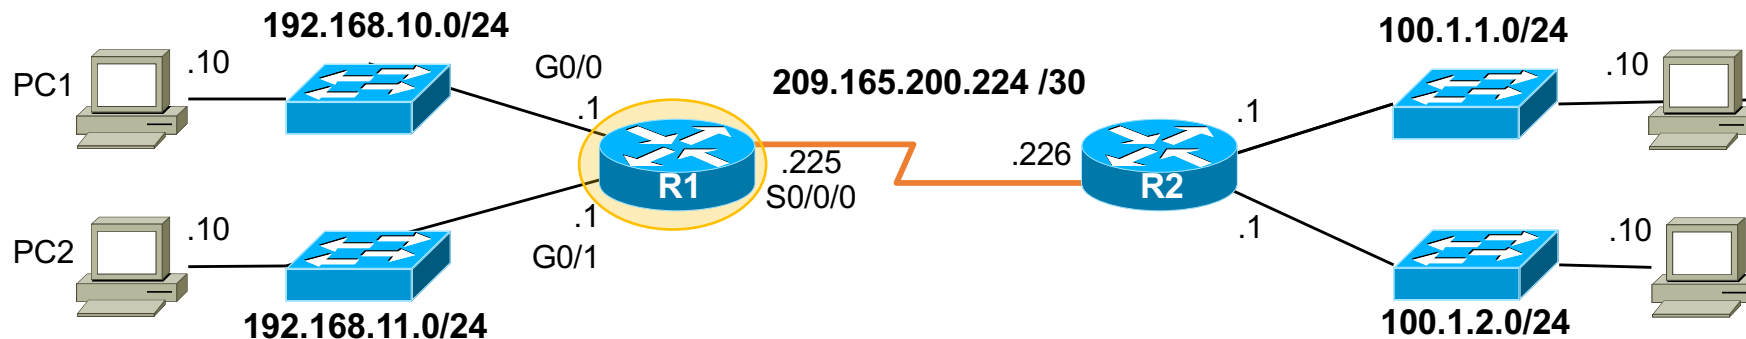 192.168.10.0/24
100.1.1.0/24
PC1
.10
G0/0
209.165.200.224 /30
.10
.1
.1
R1
.225
S0/0/0
.226
R2
PC2
.10
.1
G0/1
.1
.10
192.168.11.0/24
100.1.2.0/24